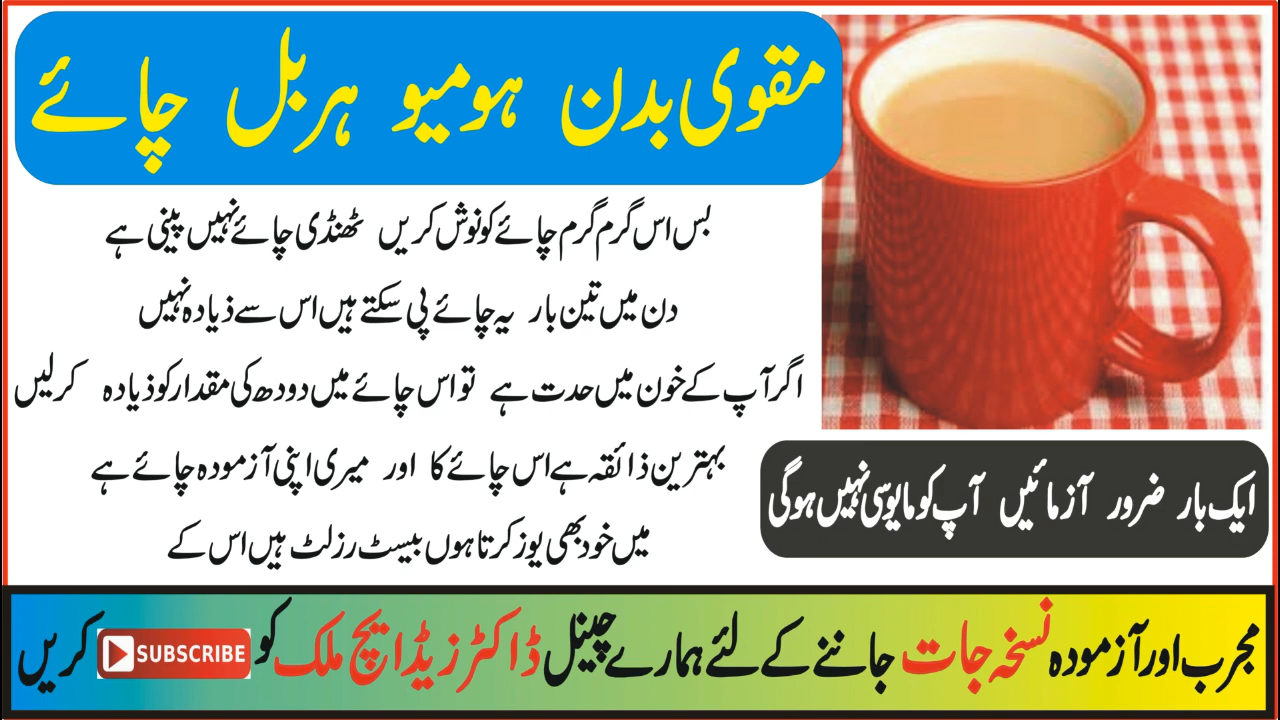 مقوی بدن ہومیو ہربل چائے
بس اس گرم گرم چائے کو نوش کریں ٹھنڈی چائے نہیں پینی ہے
دن میں تین بار یہ چائے پی سکتے ہیں اس سے ذیادہ نہیں
اگر آپ کے خون میں حدت ہے تو اس چائے میں دودھ کی مقدار کو ذیادہ کرلیں
بہترین ذائقہ ہے اس چائے کا اور میری اپنی آزمودہ چائے ہے
میں خود بھی یوز کرتا ہوں بیسٹ رزلٹ ہیں اس کے
ایک بار ضرور آزمائیں آپ کو مایوسی نہیں ہوگی
مجرب اور آزمودہ نسخہ جات جاننے کے لئے ہمارے چینل ڈاکٹر زیڈ ایچ ملک کو SUBSCRIBE کریں